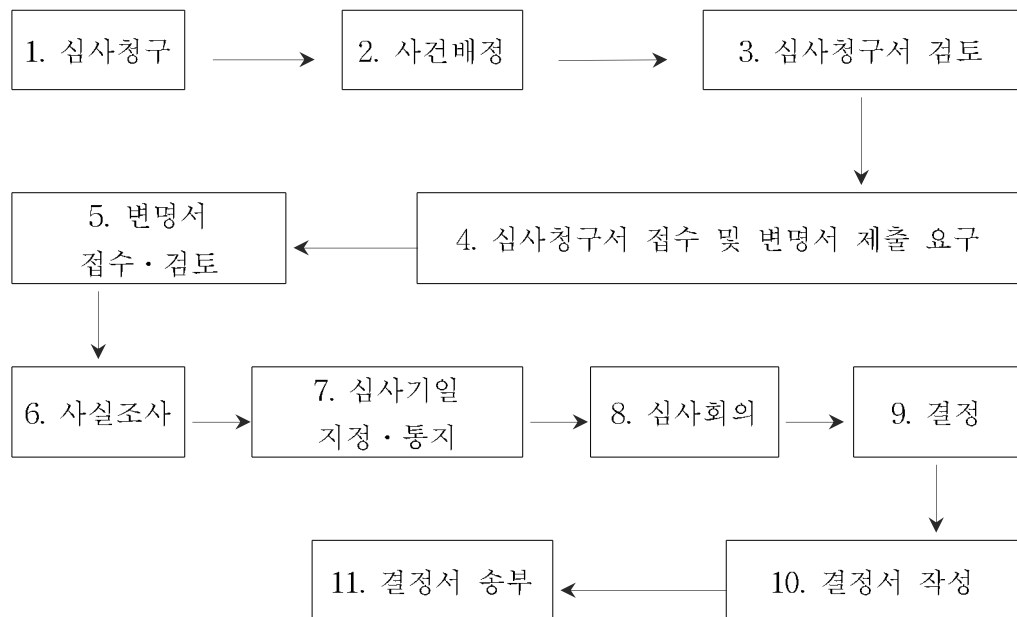 1. 심사청구
2. 사건배정
3. 심사청구서 검토
4. 심사청구서 접수 및 변명서 제출 요구
5. 변명서
접수·검토
6. 사실조사
7. 심사기일
지정·통지
8. 심사회의
9. 결정
10. 결정서 작성
11. 결정서 송부